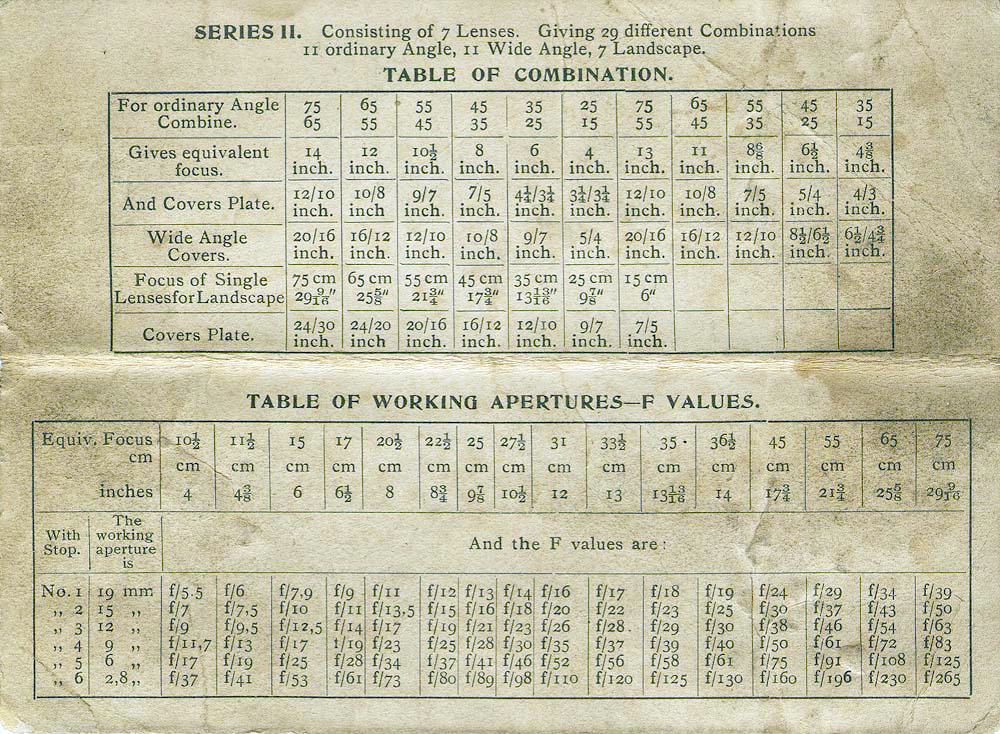 SERIES II. Consisting of 7 Lenses. Giving 29 different Combinations
11 ordinary Angle, 11 Wide Angle, 7 Landscape.
TABLE OF COMBINATION.
For ordinary Angle 75 65 55 45 35 25 75 65 55 45 35
Combine. 65 55 45 35 25 15 55 45 35 25 15
Gives equivalent 14 12 10½ 8 6 4 13 11 8 6/8 6½ 4⅜
focus. inch. inch. inch. inch. inch. inch. inch. inch. inch. inch. inch.
And Covers Plate. 12/10 10/8 9/7 7/5 4¼/3¼ 3¼/3¼ 12/10 10/8 7/5 5/4 4/3
inch. inch inch. inch. inch. inch. inch. inch. inch. inch. inch.
Wide Angle 20/16 16/12 12/10 10/8 9/7 5/4 20/16 16/12 12/10 8½/6½ 6½/4¾
Covers. inch. inch. inch. inch. inch. inch. inch. inch. inch. inch. inch.
Focus of Single 75 cm 65 cm 55 cm 45 cm 35 cm 25 cm 15 cm
Lenses for Landscape 29 9/16" 25⅝" 21¾" 17¾" 13 13/16" 9⅞" 6"
Covers Plate. 24/30 24/20 20/16 16/12 12/10 9/7 7/5
inch. inch inch. inch. inch. inch. inch
TABLE OF WORKING APERTURES—F VALUES.
Equiv. Focus 10½ 11½ 15 17 20½ 22½ 25 27½ 31 33½ 35 · 36½ 45 55 65 75
cm cm cm cm cm cm cm cm cm cm cm cm cm cm cm cm cm
inches 4 4⅜ 6 6½ 8 8¾ 9⅞ 10½ 12 13 13 13/16 14 17¾ 21¾ 25⅝ 29 9/16
With Stop.
The working aperture is
And the F values are:
No. 1 19 mm f/5.5 f/6 f/7,9 f/9 f/11 f/12 f/13 f/14 f/16 f/17 f/18 f/19 f/24 f/29 f/34 f/39
„ 2 15 „ f/7 f/7,5 f/10 f/11 f/13,5 f/15 f/16 f/18 f/20 f/22 f/23 f/25 f/30 f/37 f/43 f/50
„ 3 12 „ f/9 f/9,5 f/12,5 f/14 f/17 f/19 f/21 f/23 f/26 f/28. f/29 f/30 f/38 f/46 f/54 f/63
„ 4 9 „ f/11,7 f/13 f/17 f/19 f/23 f/25 f/28 f/30 f/35 f/37 f/39 f/40 f/50 f/61 f/72 f/83
„ 5 6 „ f/17 f/19 f/25 f/28 f/34 f/37 f/41 f/46 f/52 f/56 f/58 f/61 f/75 f/91 f/108 f/125
„ 6 2,8 „ f/37 f/41 f/53 f/61 f/73 f/80 f/89 f/98 f/110 f/120 f/125 f/130 f/160 f/196 f/230 f/265